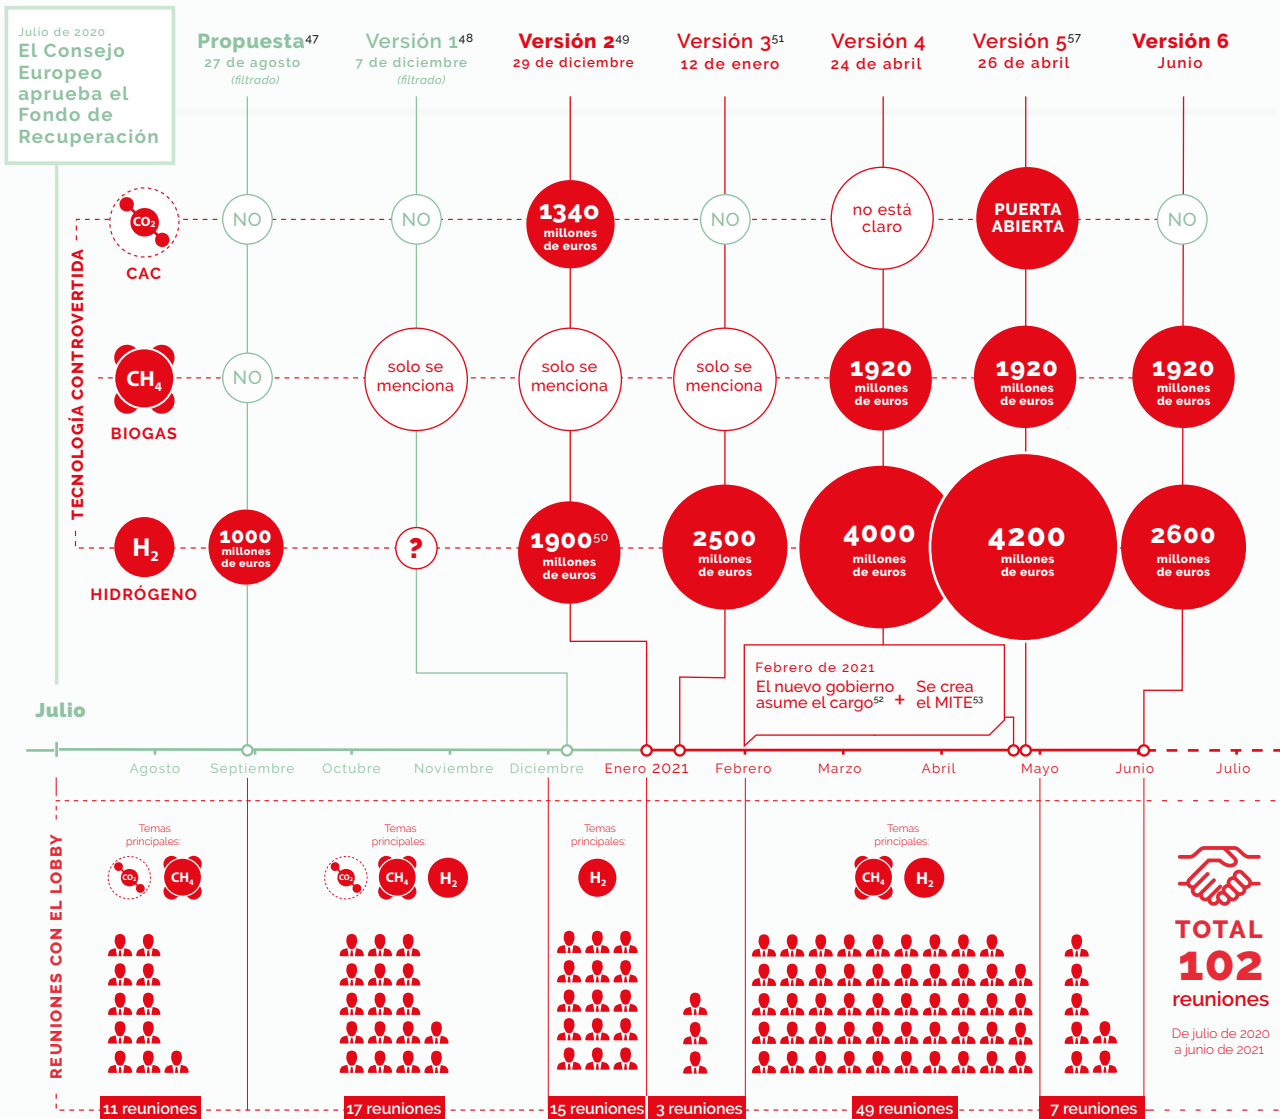 Julio de 2020
El Consejo
Europeo
aprueba el
Fondo de
Recuperación
Propuesta47
27 de agosto
(filtrado)
Versión 148
7 de diciembre
(filtrado)
Versión 249
29 de diciembre
Versión 351
12 de enero
Versión 4
24 de abril
Versión 557
26 de abril
Versión 6
Junio
TECNOLOGÍA CONTROVERTIDA
CO2
CAC
NO
NO
1340
millones
de euros
NO
no está
claro
PUERTA
ABIERTA
NO
CH4
BIOGAS
NO
solo se
menciona
solo se
menciona
solo se
menciona
1920
millones
de euros
1920
millones
de euros
1920
millones
de euros
H2
HIDRÓGENO
1000
millones
de euros
?
190050
millones
de euros
2500
millones
de euros
4000
millones
de euros
4200
millones
de euros
2600
millones
de euros
Febrero de 2021
El nuevo gobierno
asume el cargo52
+
Se crea
el MITE53
Julio
Agosto
Septiembre
Octubre
Noviembre
Diciembre
Enero 2021
Febrero
Marzo
Abril
Mayo
Junio
Julio
REUNIONES CON EL LOBBY
Temas
principales:
CO2
CH4
Temas
principales:
CO2
CH4
H2
Temas
principales:
H2
Temas
principales:
CH4
H2
11 reuniones
17 reuniones
15 reuniones
3 reuniones
49 reuniones
7 reuniones
TOTAL
102
reuniones
De julio de 2020
a junio de 2021